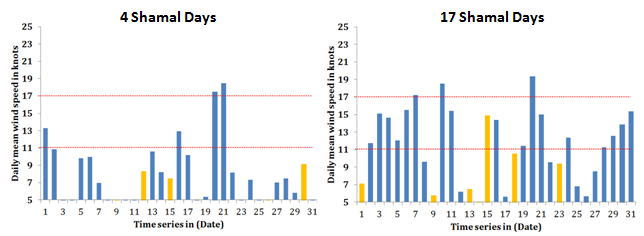 4 Shamal Days
Daily mean wind speed in knots
25
23
21
19
17
15
13
11
9
7
5
1 3 5 7 9 11 13 15 17 19 21 23 25 27 29 31
Time series in (Date)
17 Shamal Days
Daily mean wind speed in knots
25
23
21
19
17
15
13
11
9
7
5
1 3 5 7 9 11 13 15 17 19 21 23 25 27 29 31
Time series in (Date)